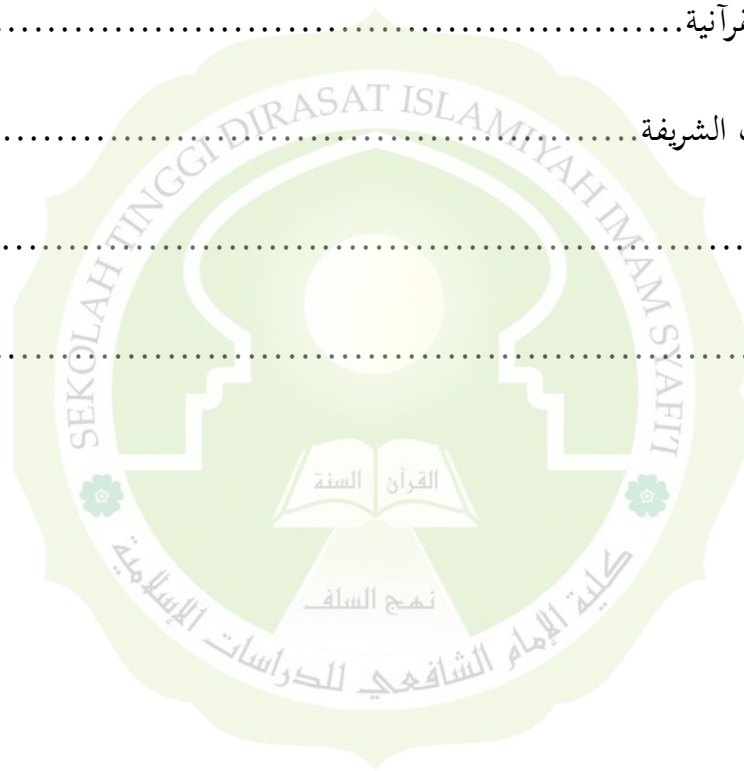 قرآنية......................................................
الشريفة..................................................
............................................................
............................................................
SEKOLAH TINGGI DIRASAT ISLAMIYAH IMAM SYAFI'I
القرآن السنة
نهج السلف
كلية الإمام الشافعي للدراسات الإسلامية